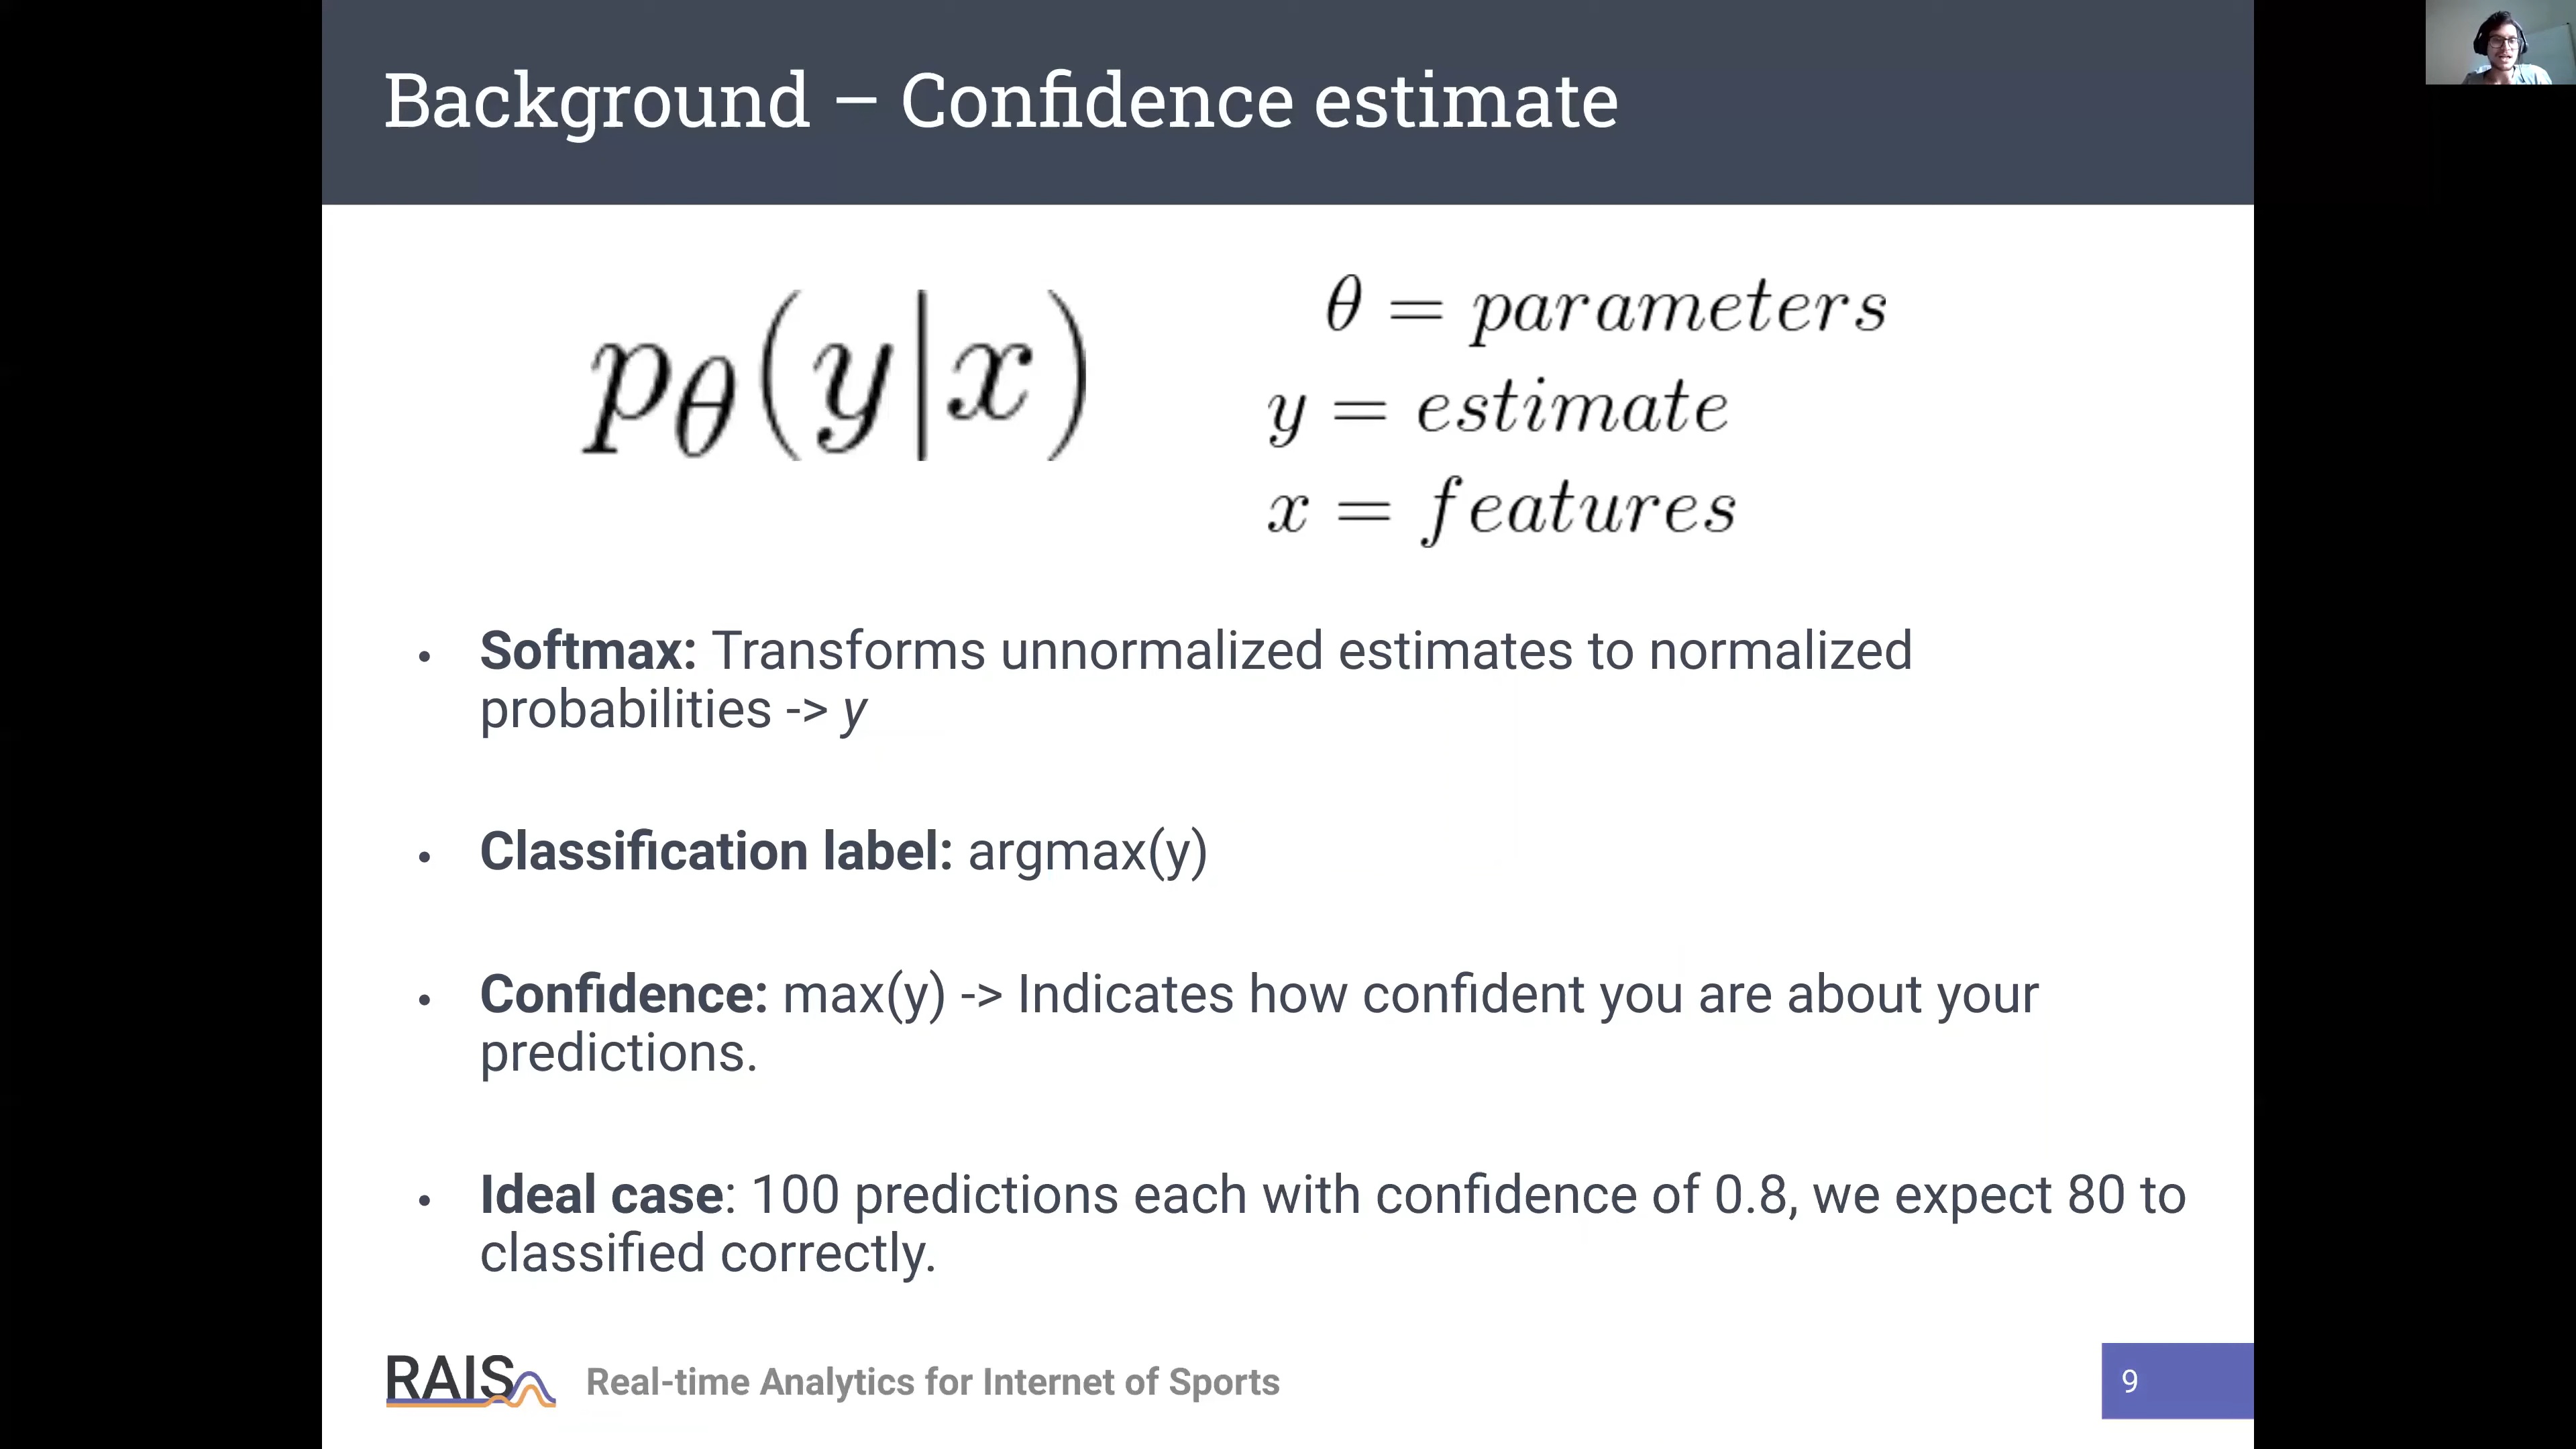 Background – Confidence estimate
pθ(y|x)
θ = parameters
y = estimate
x = features
• Softmax: Transforms unnormalized estimates to normalized
probabilities -> y
• Classification label: argmax(y)
• Confidence: max(y) -> Indicates how confident you are about your
predictions.
• Ideal case: 100 predictions each with confidence of 0.8, we expect 80 to
classified correctly.
RAIS Real-time Analytics for Internet of Sports
9